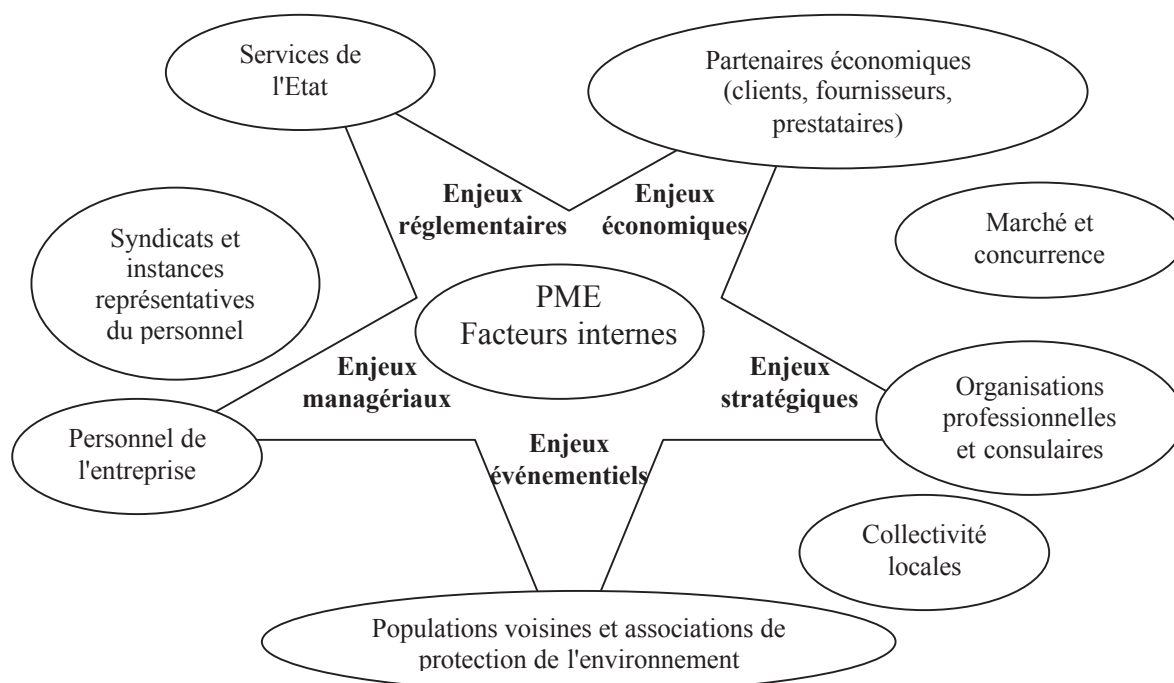 Services de
l'Etat
Partenaires économiques
(clients, fournisseurs,
prestataires)
Enjeux
réglementaires
Enjeux
économiques
Marché et
concurrence
Syndicats et
instances
représentatives
du personnel
PME
Facteurs internes
Enjeux
managériaux
Enjeux
stratégiques
Organisations
professionnelles
et consulaires
Personnel de
l'entreprise
Enjeux
événementiels
Collectivité
locales
Populations voisines et associations de
protection de l'environnement